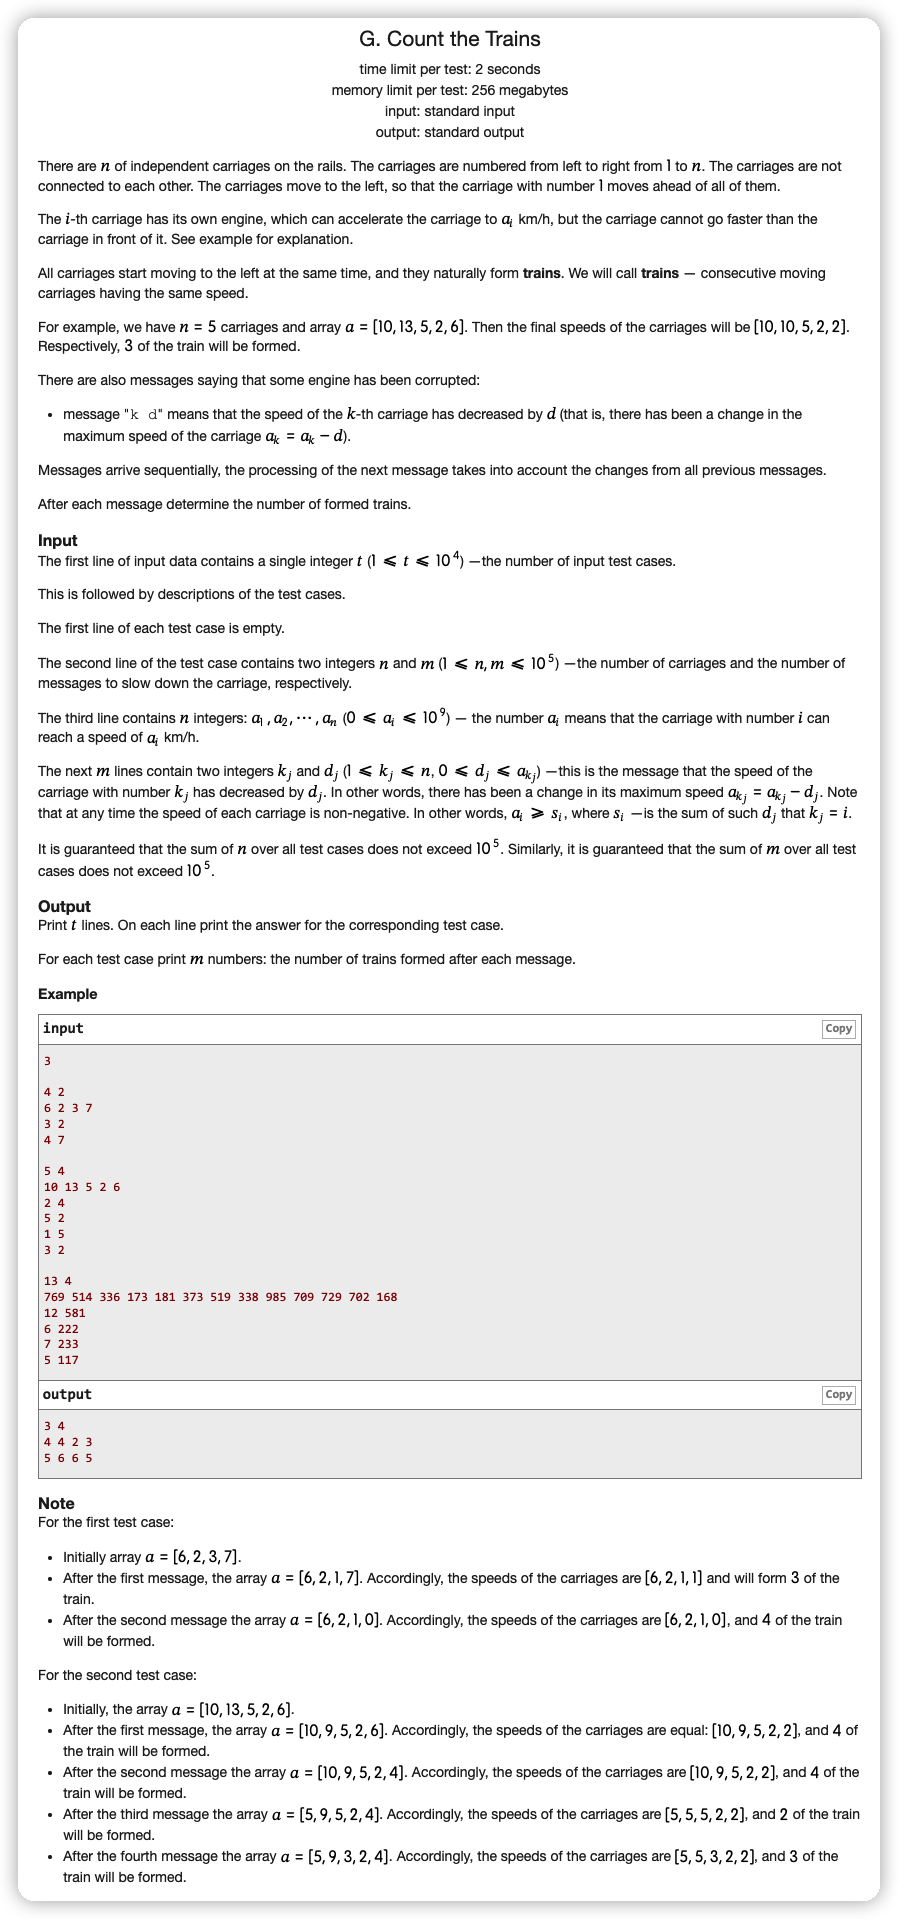 G. Count the Trains
time limit per test: 2 seconds
memory limit per test: 256 megabytes
input: standard input
output: standard output
There are n of independent carriages on the rails. The carriages are numbered from left to right from 1 to n. The carriages are not
connected to each other. The carriages move to the left, so that the carriage with number 1 moves ahead of all of them.
The i-th carriage has its own engine, which can accelerate the carriage to a_i km/h, but the carriage cannot go faster than the
carriage in front of it. See example for explanation.
All carriages start moving to the left at the same time, and they naturally form trains. We will call trains — consecutive moving
carriages having the same speed.
For example, we have n = 5 carriages and array a = [10, 13, 5, 2, 6]. Then the final speeds of the carriages will be [10, 10, 5, 2, 2].
Respectively, 3 of the train will be formed.
There are also messages saying that some engine has been corrupted:
• message "k d" means that the speed of the k-th carriage has decreased by d (that is, there has been a change in the
maximum speed of the carriage a_k = a_k − d).
Messages arrive sequentially, the processing of the next message takes into account the changes from all previous messages.
After each message determine the number of formed trains.
Input
The first line of input data contains a single integer t (1 ⩽ t ⩽ 10^4) —the number of input test cases.
This is followed by descriptions of the test cases.
The first line of each test case is empty.
The second line of the test case contains two integers n and m (1 ⩽ n, m ⩽ 10^5) —the number of carriages and the number of
messages to slow down the carriage, respectively.
The third line contains n integers: a_1, a_2, ⋯, a_n (0 ⩽ a_i ⩽ 10^9) — the number a_i means that the carriage with number i can
reach a speed of a_i km/h.
The next m lines contain two integers k_j and d_j (1 ⩽ k_j ⩽ n, 0 ⩽ d_j ⩽ a_{k_j}) —this is the message that the speed of the
carriage with number k_j has decreased by d_j. In other words, there has been a change in its maximum speed a_{k_j} = a_{k_j} − d_j. Note
that at any time the speed of each carriage is non-negative. In other words, a_i ⩾ s_i, where s_i —is the sum of such d_j that k_j = i.
It is guaranteed that the sum of n over all test cases does not exceed 10^5. Similarly, it is guaranteed that the sum of m over all test
cases does not exceed 10^5.
Output
Print t lines. On each line print the answer for the corresponding test case.
For each test case print m numbers: the number of trains formed after each message.
Example
input
Copy
3
4 2
6 2 3 7
3 2
4 7
5 4
10 13 5 2 6
2 4
5 2
1 5
3 2
13 4
769 514 336 173 181 373 519 338 985 709 729 702 168
12 581
6 222
7 233
5 117
output
Copy
3 4
4 4 2 3
5 6 6 5
Note
For the first test case:
• Initially array a = [6, 2, 3, 7].
• After the first message, the array a = [6, 2, 1, 7]. Accordingly, the speeds of the carriages are [6, 2, 1, 1] and will form 3 of the
train.
• After the second message the array a = [6, 2, 1, 0]. Accordingly, the speeds of the carriages are [6, 2, 1, 0], and 4 of the train
will be formed.
For the second test case:
• Initially, the array a = [10, 13, 5, 2, 6].
• After the first message, the array a = [10, 9, 5, 2, 6]. Accordingly, the speeds of the carriages are equal: [10, 9, 5, 2, 2], and 4 of
the train will be formed.
• After the second message the array a = [10, 9, 5, 2, 4]. Accordingly, the speeds of the carriages are [10, 9, 5, 2, 2], and 4 of the
train will be formed.
• After the third message the array a = [5, 9, 5, 2, 4]. Accordingly, the speeds of the carriages are [5, 5, 5, 2, 2], and 2 of the train
will be formed.
• After the fourth message the array a = [5, 9, 3, 2, 4]. Accordingly, the speeds of the carriages are [5, 5, 3, 2, 2], and 3 of the
train will be formed.